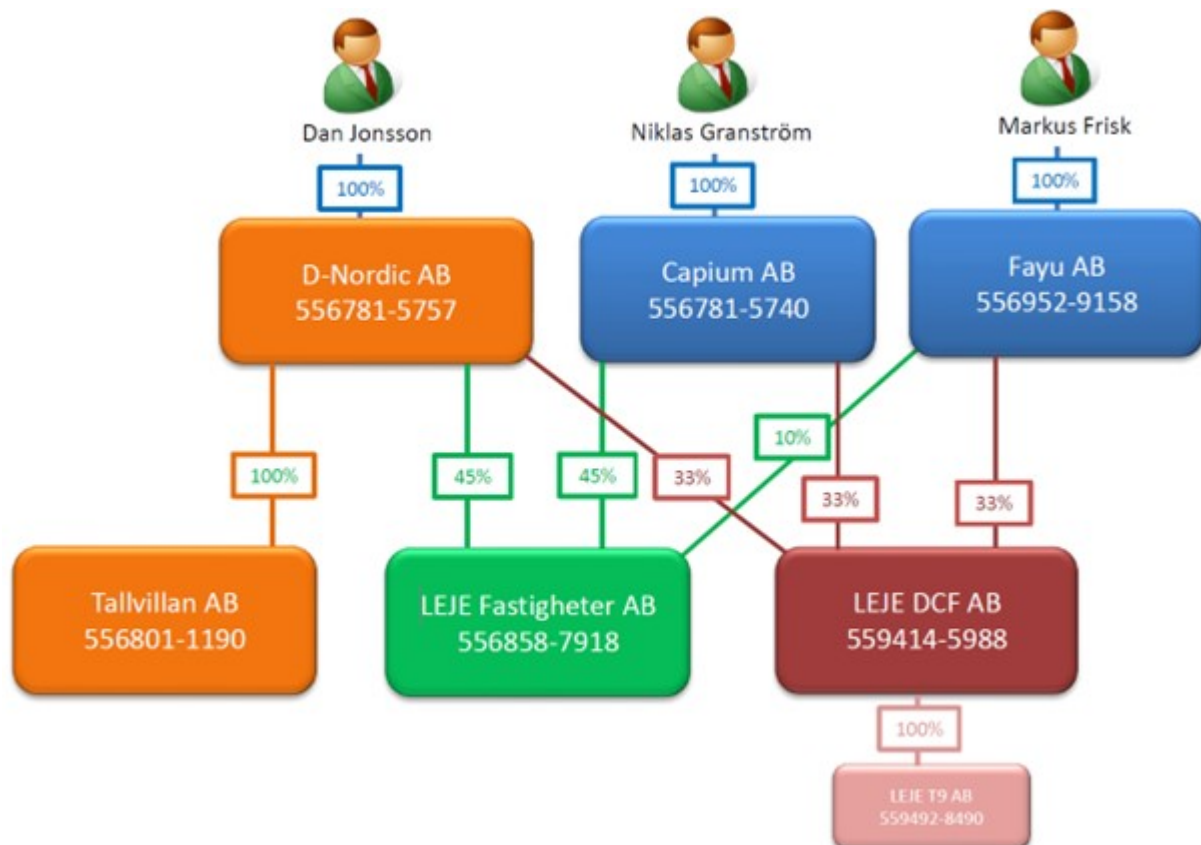 Dan Jonsson
Niklas Granström
Markus Frisk
100%
100%
100%
D-Nordic AB
556781-5757
Capium AB
556781-5740
Fayu AB
556952-9158
10%
100%
45%
45%
33%
33%
33%
Tallvillan AB
556801-1190
LEJE Fastigheter AB
556858-7918
LEJE DCF AB
559414-5988
100%
LEJE T9 AB
559492-8490